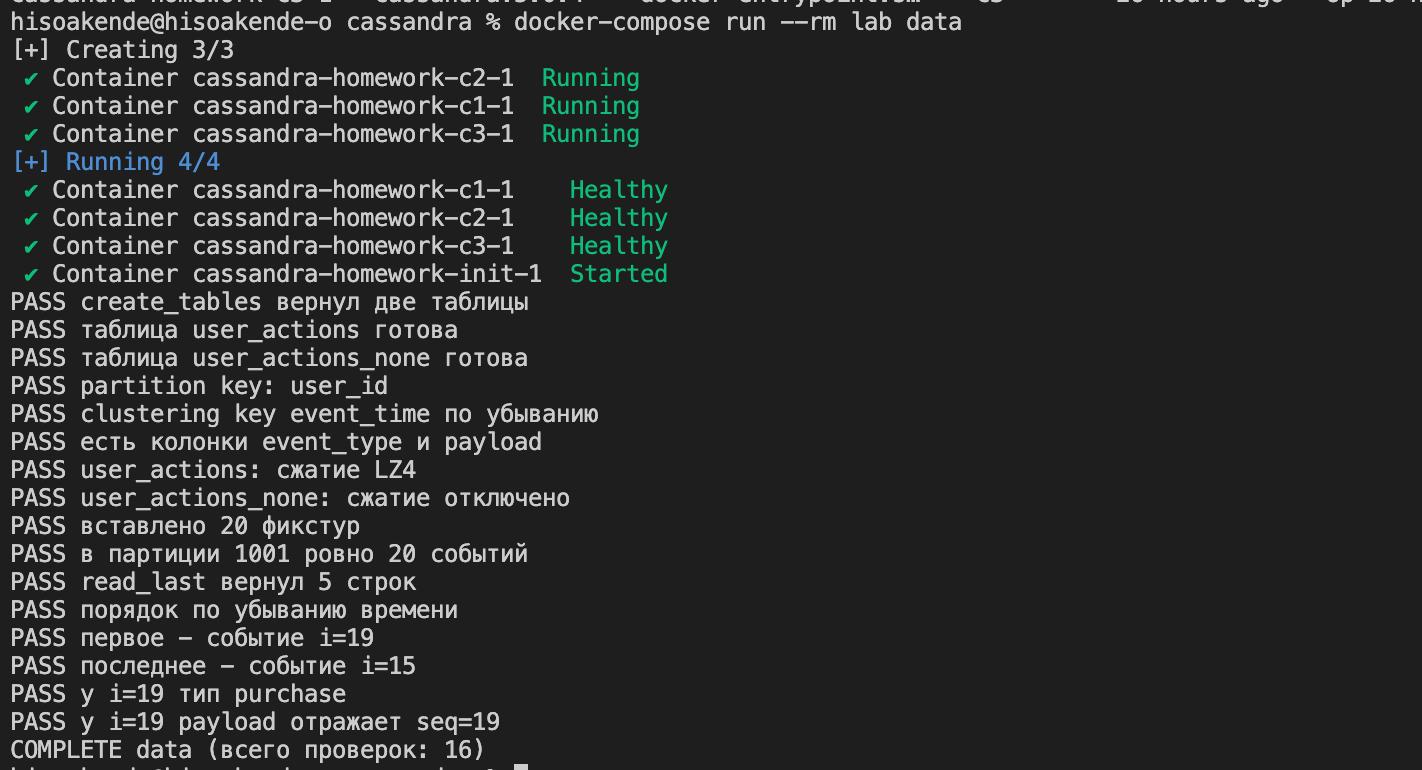 hisoakende@hisoakende-o cassandra % docker-compose run --rm lab data
[+] Creating 3/3
✔ Container cassandra-homework-c2-1  Running
✔ Container cassandra-homework-c1-1  Running
✔ Container cassandra-homework-c3-1  Running
[+] Running 4/4
✔ Container cassandra-homework-c1-1    Healthy
✔ Container cassandra-homework-c2-1    Healthy
✔ Container cassandra-homework-c3-1    Healthy
✔ Container cassandra-homework-init-1  Started
PASS create_tables вернул две таблицы
PASS таблица user_actions готова
PASS таблица user_actions_none готова
PASS partition key: user_id
PASS clustering key event_time по убыванию
PASS есть колонки event_type и payload
PASS user_actions: сжатие LZ4
PASS user_actions_none: сжатие отключено
PASS вставлено 20 фикстур
PASS в партиции 1001 ровно 20 событий
PASS read_last вернул 5 строк
PASS порядок по убыванию времени
PASS первое — событие i=19
PASS последнее — событие i=15
PASS у i=19 тип purchase
PASS у i=19 payload отражает seq=19
COMPLETE data (всего проверок: 16)